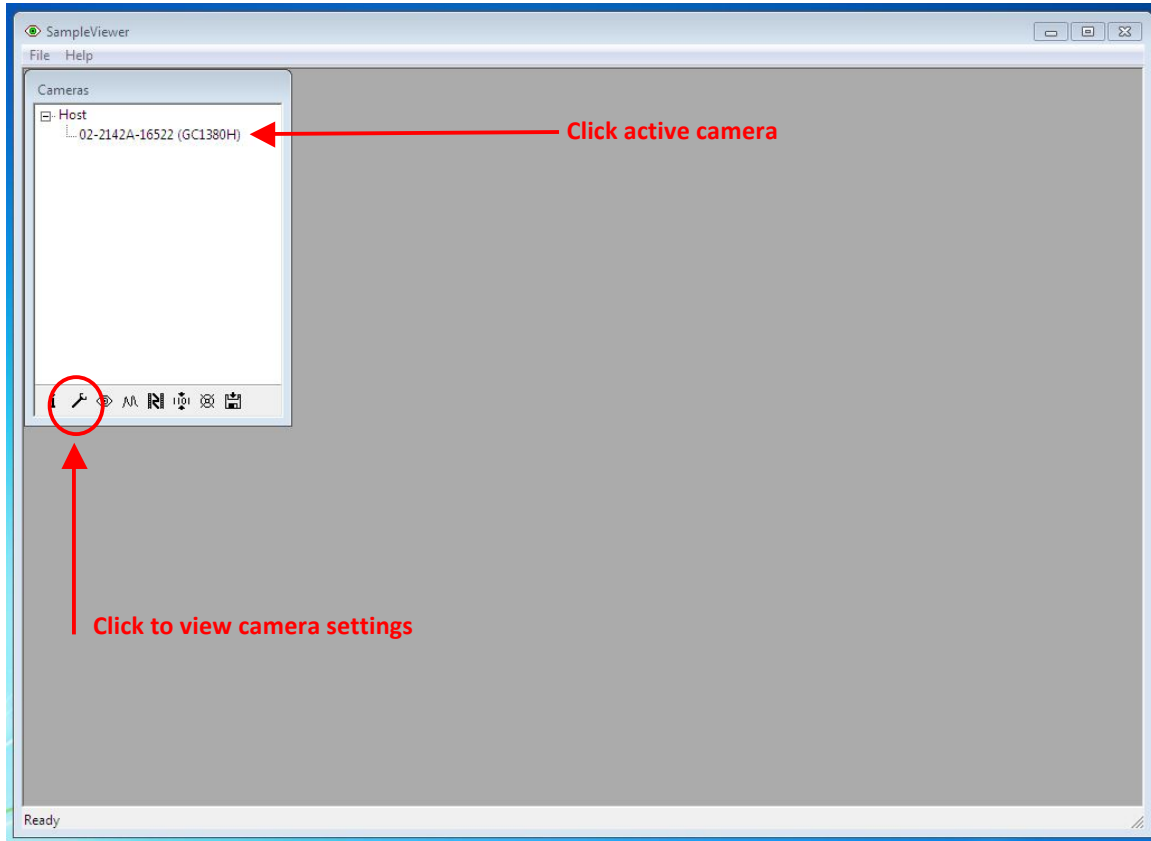 SampleViewer
File Help
Cameras
Host
02-2142A-16522 (GC1380H)
Click active camera
Click to view camera settings
Ready